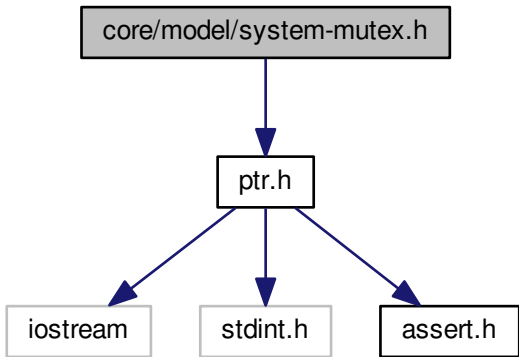 core/model/system-mutex.h
ptr.h
iostream
stdint.h
assert.h